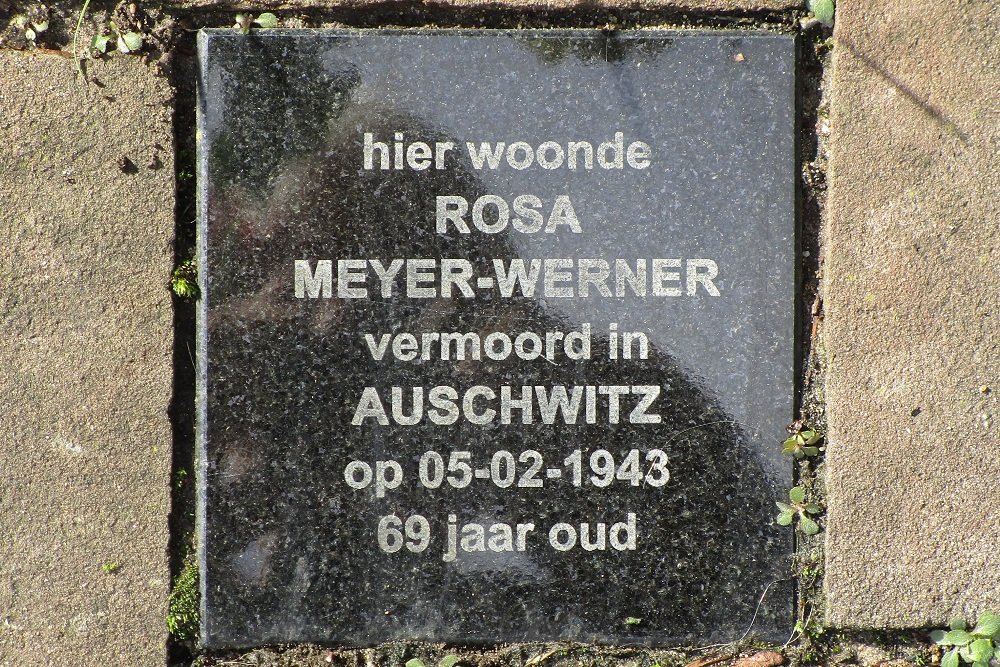 hier woonde
ROSA
MEYER-WERNER
vermoord in
AUSCHWITZ
op 05-02-1943
69 jaar oud